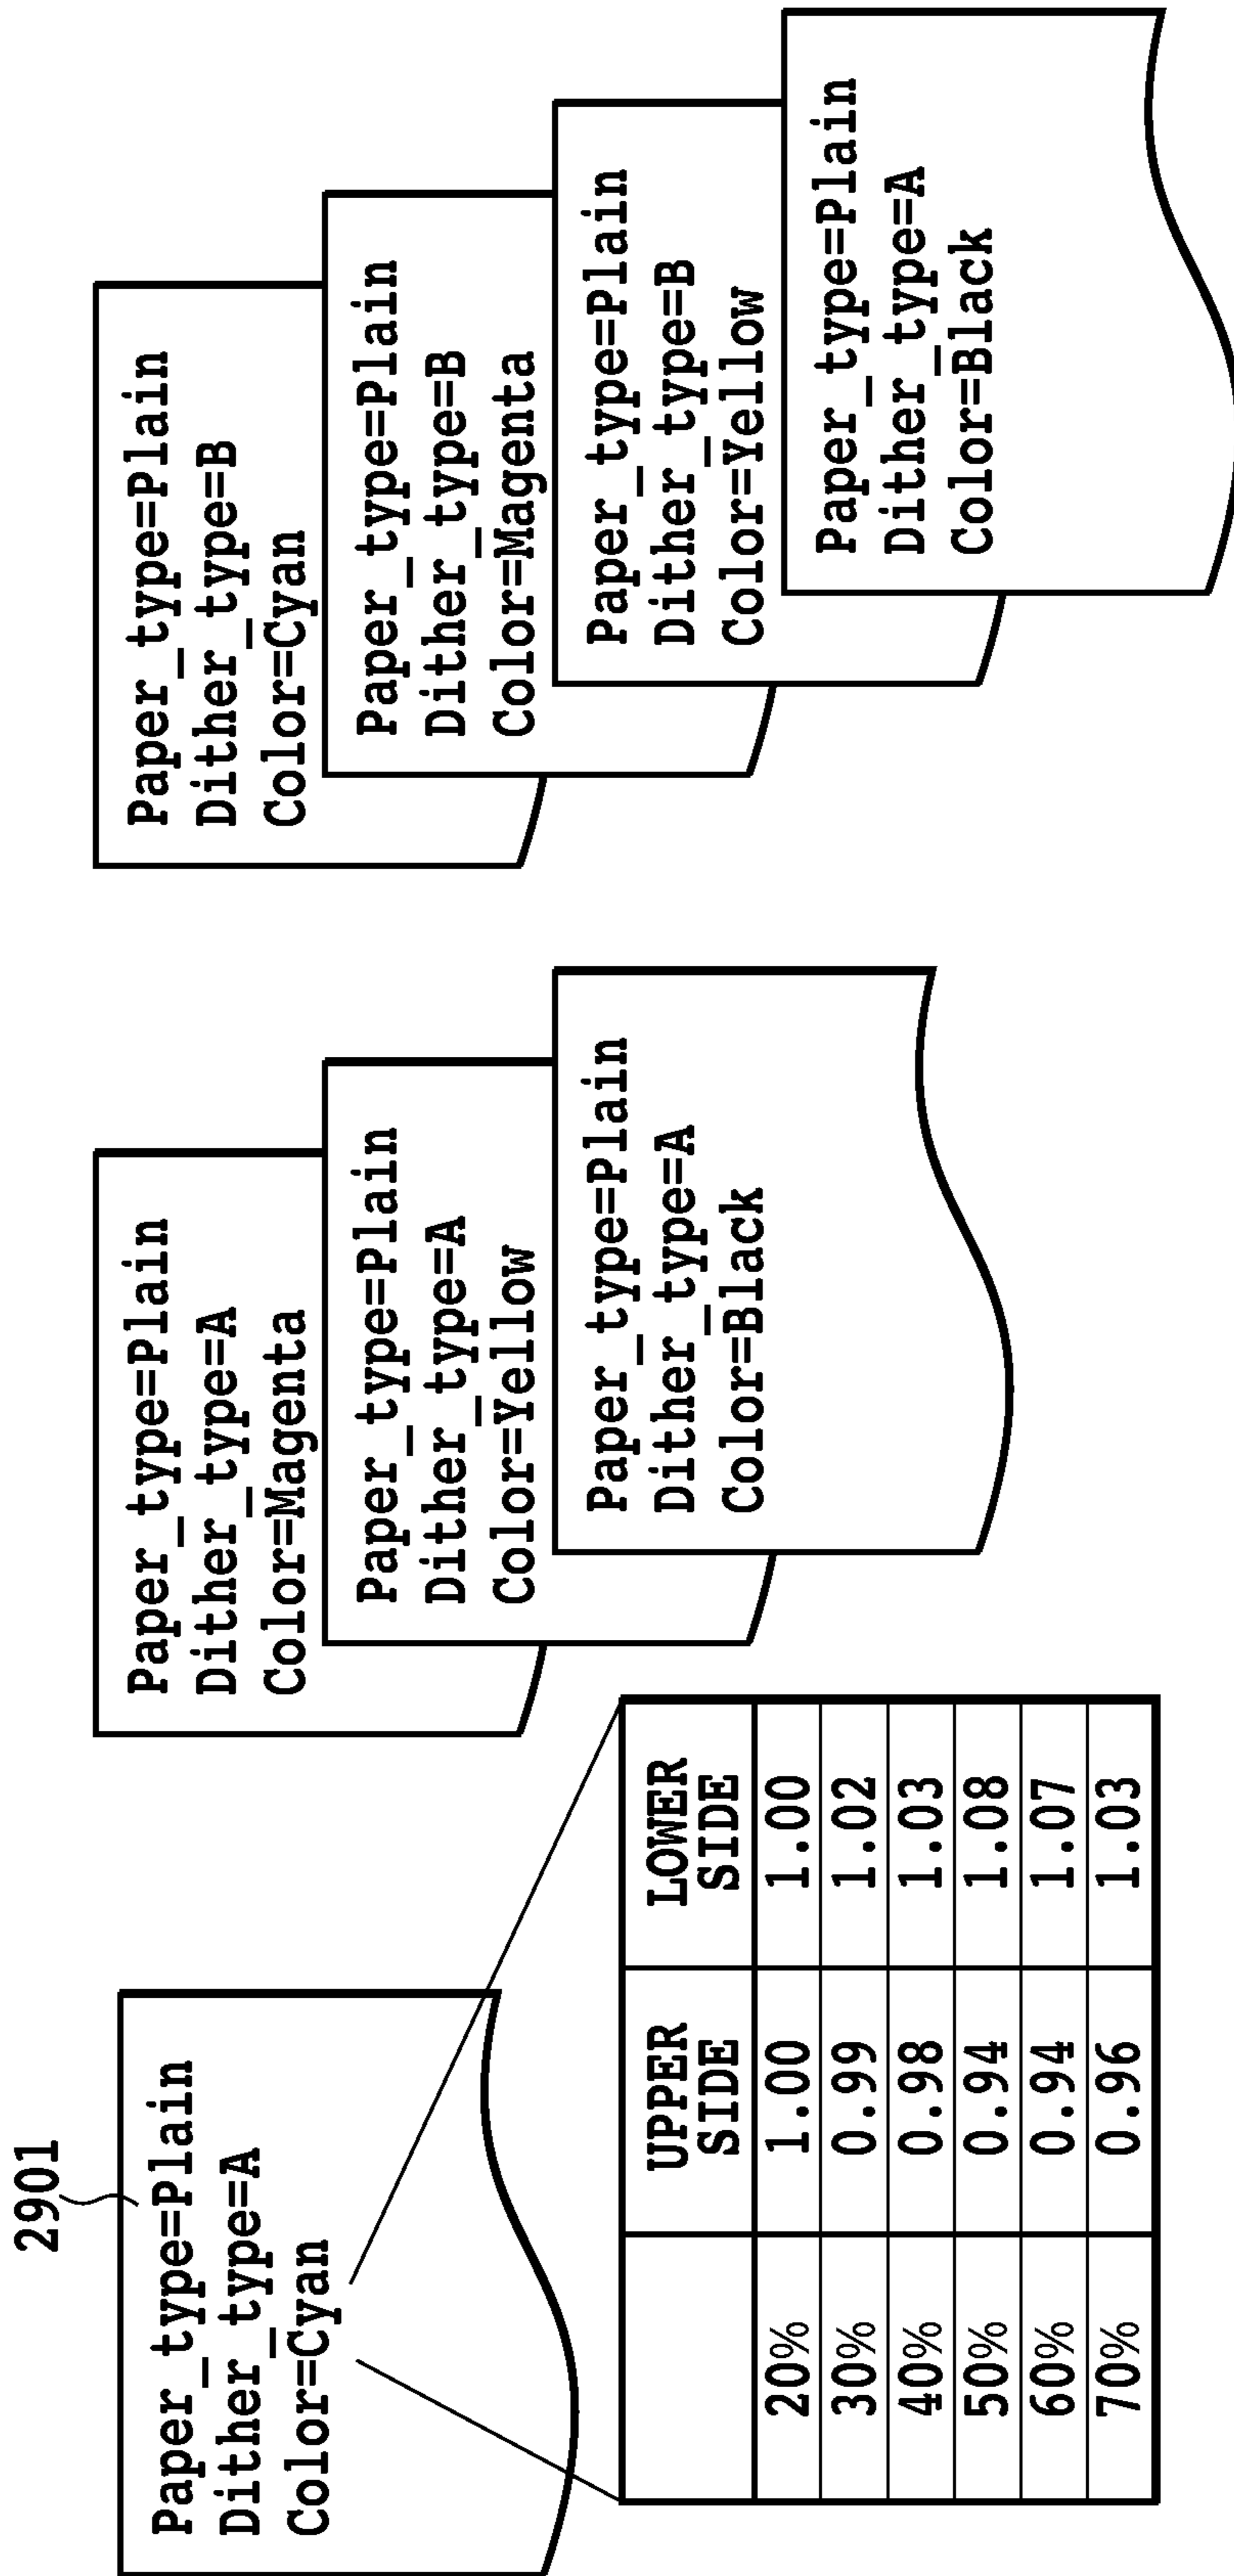 2901
Paper_type=Plain
Dither_type=A
Color=Cyan
UPPER SIDE LOWER SIDE
20% 1.00 1.00
30% 0.99 1.02
40% 0.98 1.03
50% 0.94 1.08
60% 0.94 1.07
70% 0.96 1.03
Paper_type=Plain
Dither_type=A
Color=Magenta
Paper_type=Plain
Dither_type=A
Color=Yellow
Paper_type=Plain
Dither_type=A
Color=Black
Paper_type=Plain
Dither_type=B
Color=Cyan
Paper_type=Plain
Dither_type=B
Color=Magenta
Paper_type=Plain
Dither_type=B
Color=Yellow
Paper_type=Plain
Dither_type=A
Color=Black